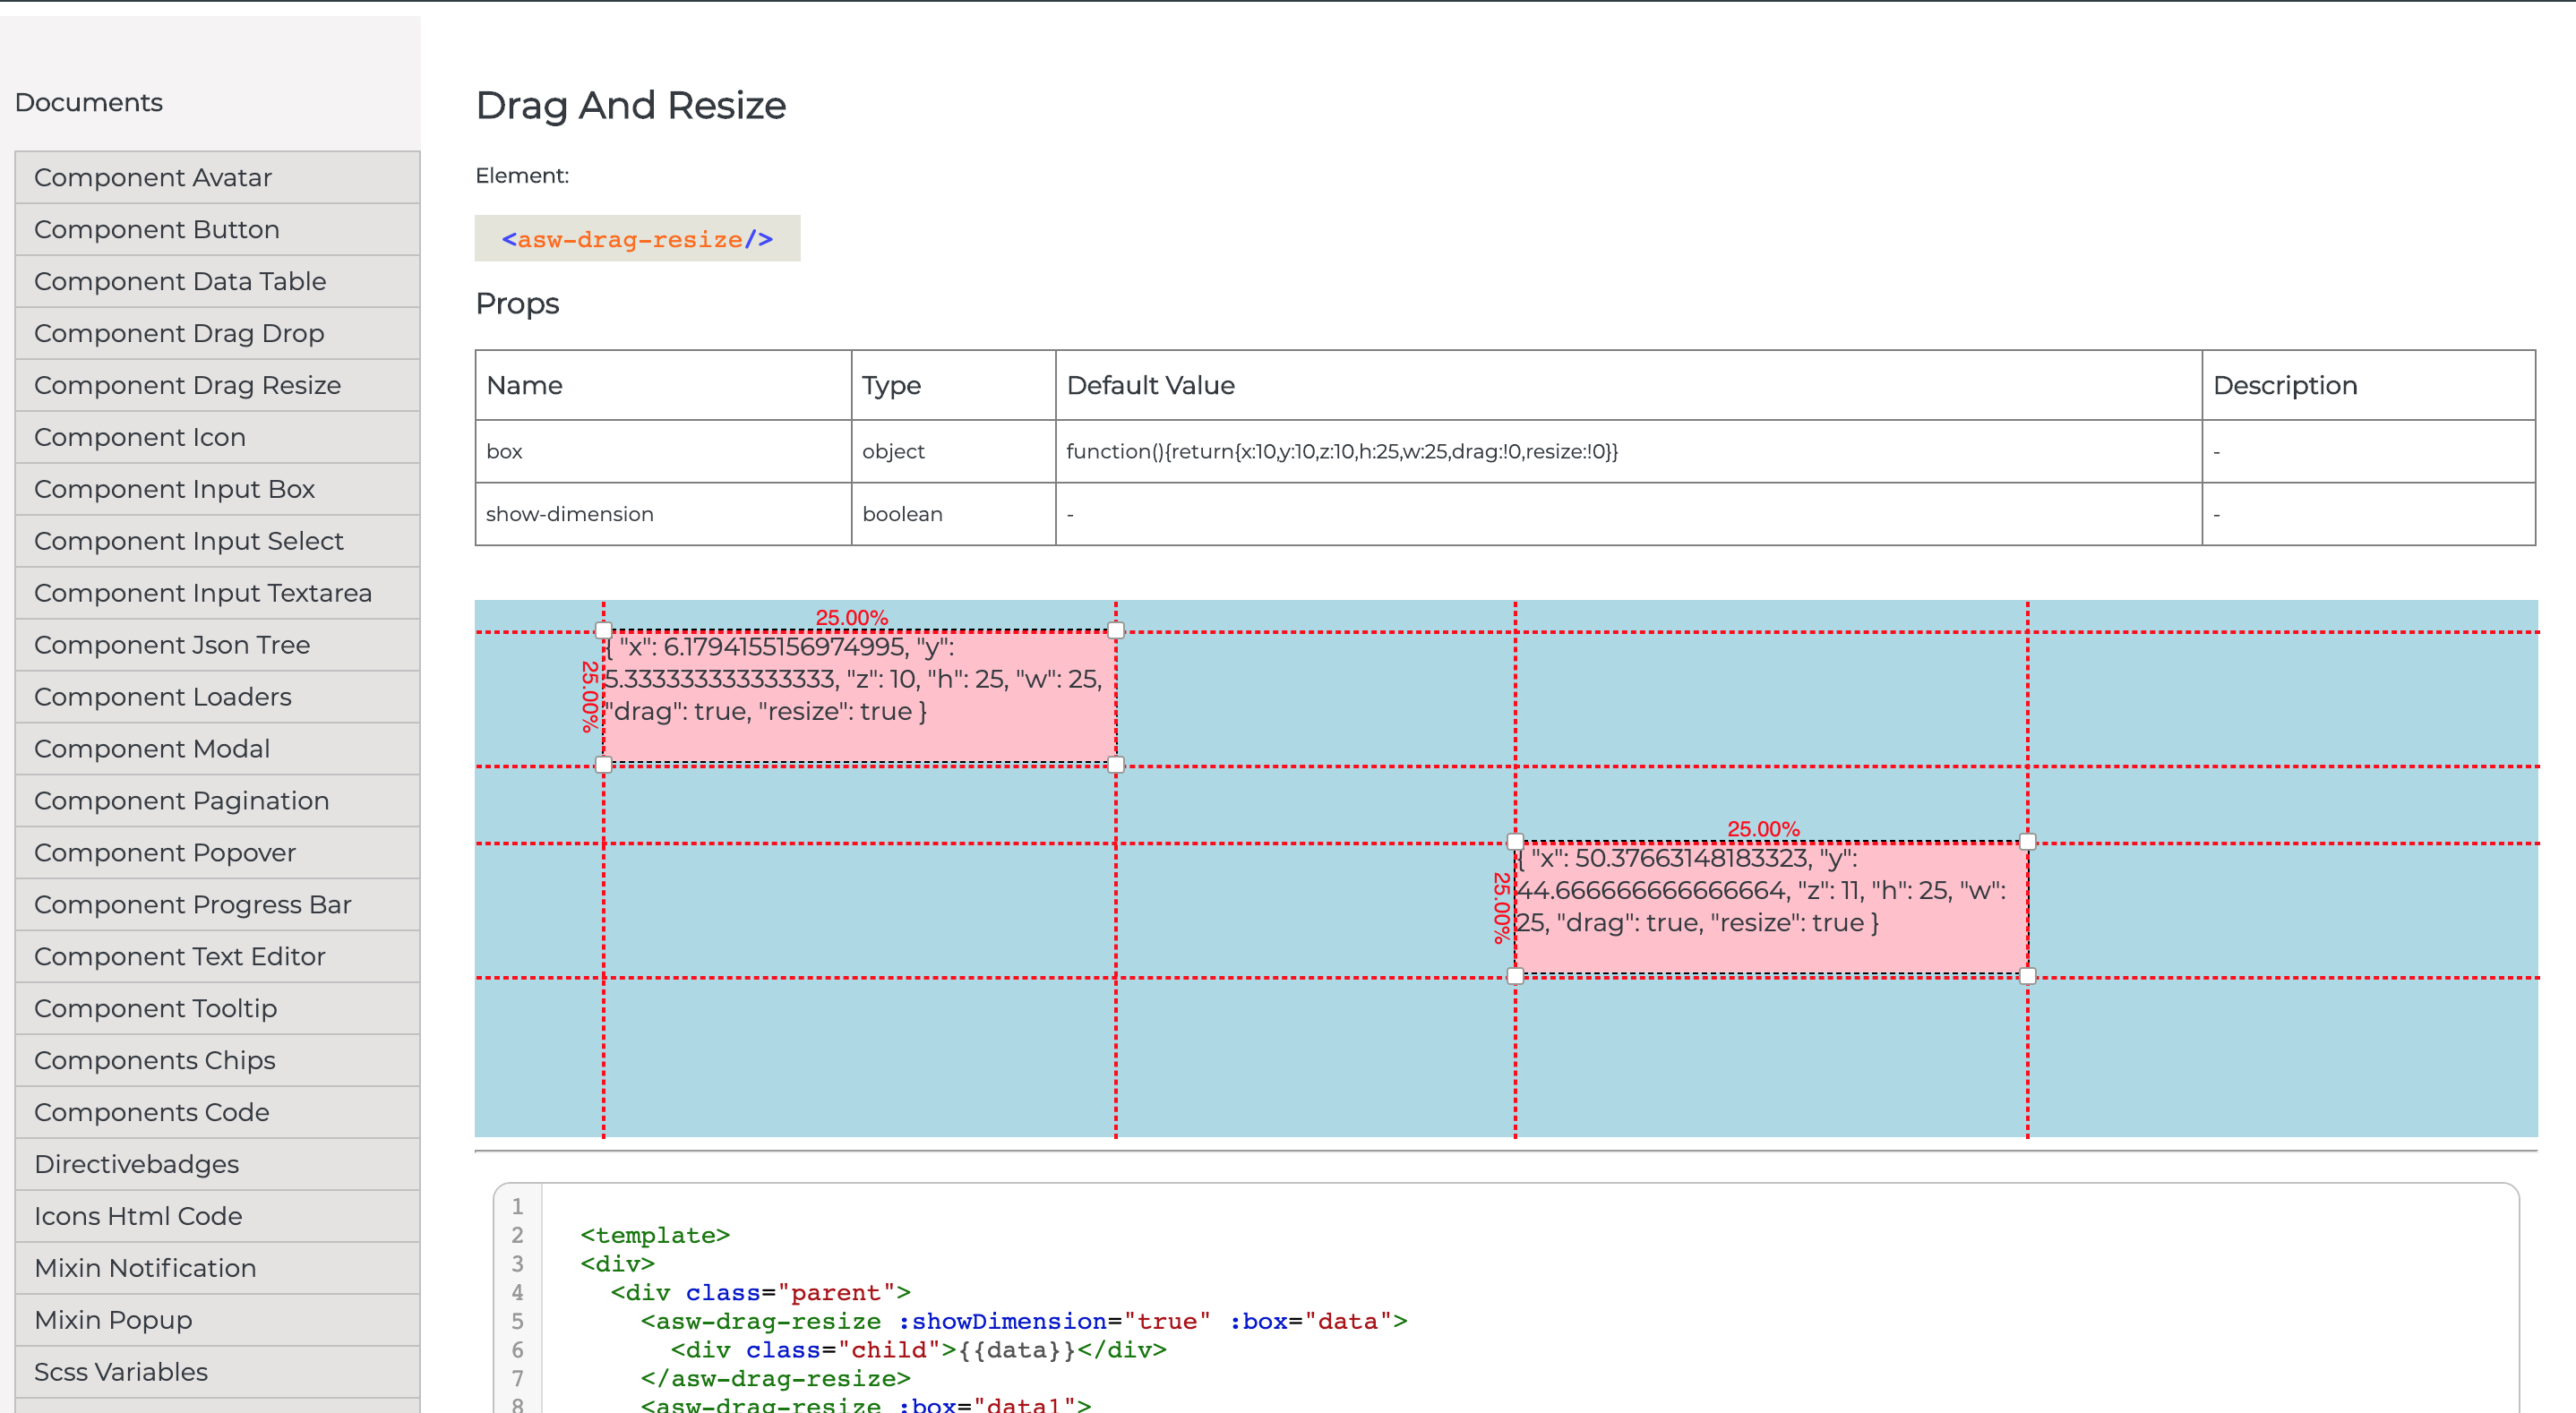 Documents
Component Avatar
Component Button
Component Data Table
Component Drag Drop
Component Drag Resize
Component Icon
Component Input Box
Component Input Select
Component Input Textarea
Component Json Tree
Component Loaders
Component Modal
Component Pagination
Component Popover
Component Progress Bar
Component Text Editor
Component Tooltip
Components Chips
Components Code
Directivebadges
Icons Html Code
Mixin Notification
Mixin Popup
Scss Variables
Drag And Resize
Element:
<asw-drag-resize/>
Props
Name Type Default Value Description
box object function(){return{x:10,y:10,z:10,h:25,w:25,drag:!0,resize:!0}} -
show-dimension boolean - -
25.00%
25.00%
{ "x": 6.1794155156974995, "y":
5.333333333333333, "z": 10, "h": 25, "w": 25,
"drag": true, "resize": true }
25.00%
25.00%
{ "x": 50.37663148183323, "y":
44.666666666666664, "z": 11, "h": 25, "w":
25, "drag": true, "resize": true }
1
2 <template>
3 <div>
4 <div class="parent">
5 <asw-drag-resize :showDimension="true" :box="data">
6 <div class="child">{{data}}</div>
7 </asw-drag-resize>
8 <asw-drag-resize :box="data1">